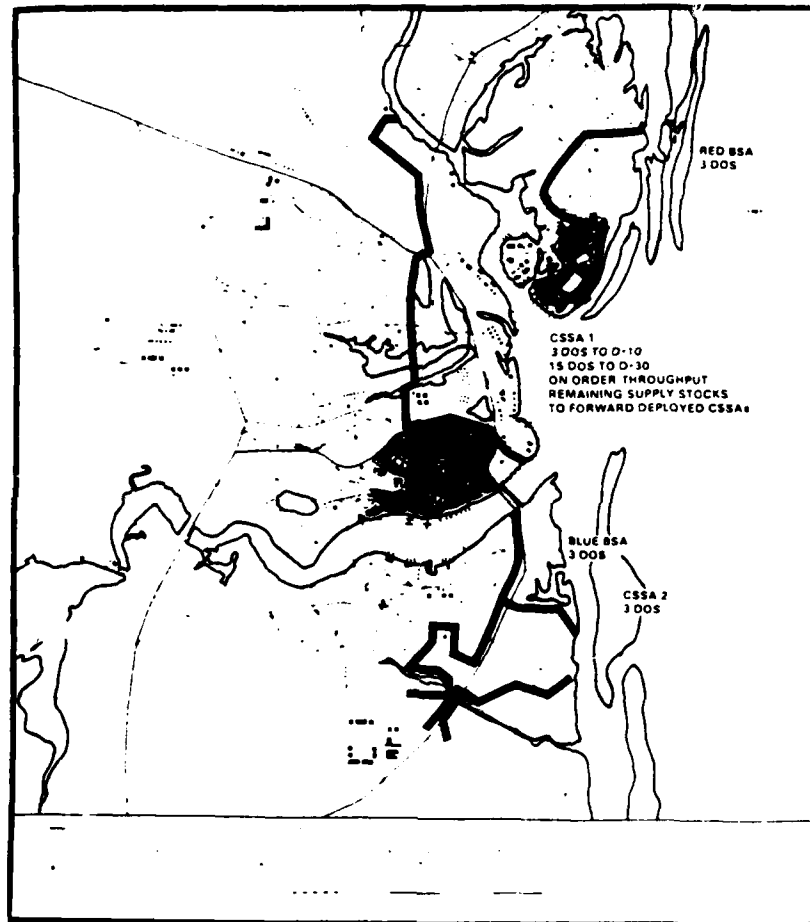 RED BSA
3 DOS
CSSA 1
3 DOS TO D-10
15 DOS TO D-30
ON ORDER THROUGHPUT
REMAINING SUPPLY STOCKS
TO FORWARD DEPLOYED CSSAs
BLUE BSA
3 DOS
CSSA 2
3 DOS